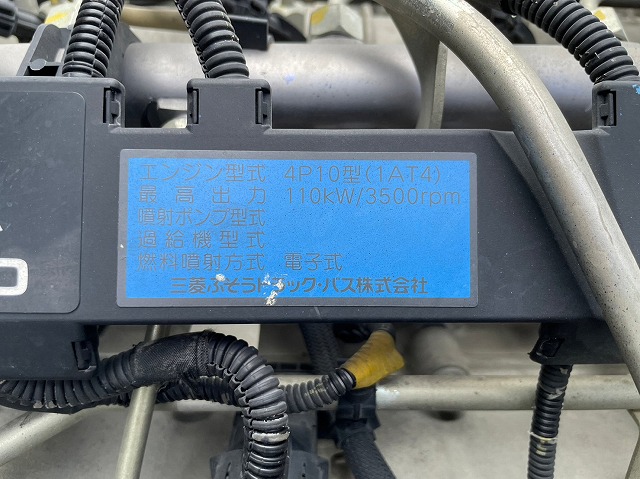 エンジン型式 4P10型(1AT4)
最高出力 110kW/3500rpm
噴射ポンプ型式
過給機型式
燃料噴射方式 電子式
三菱ふそうトラック・バス株式会社